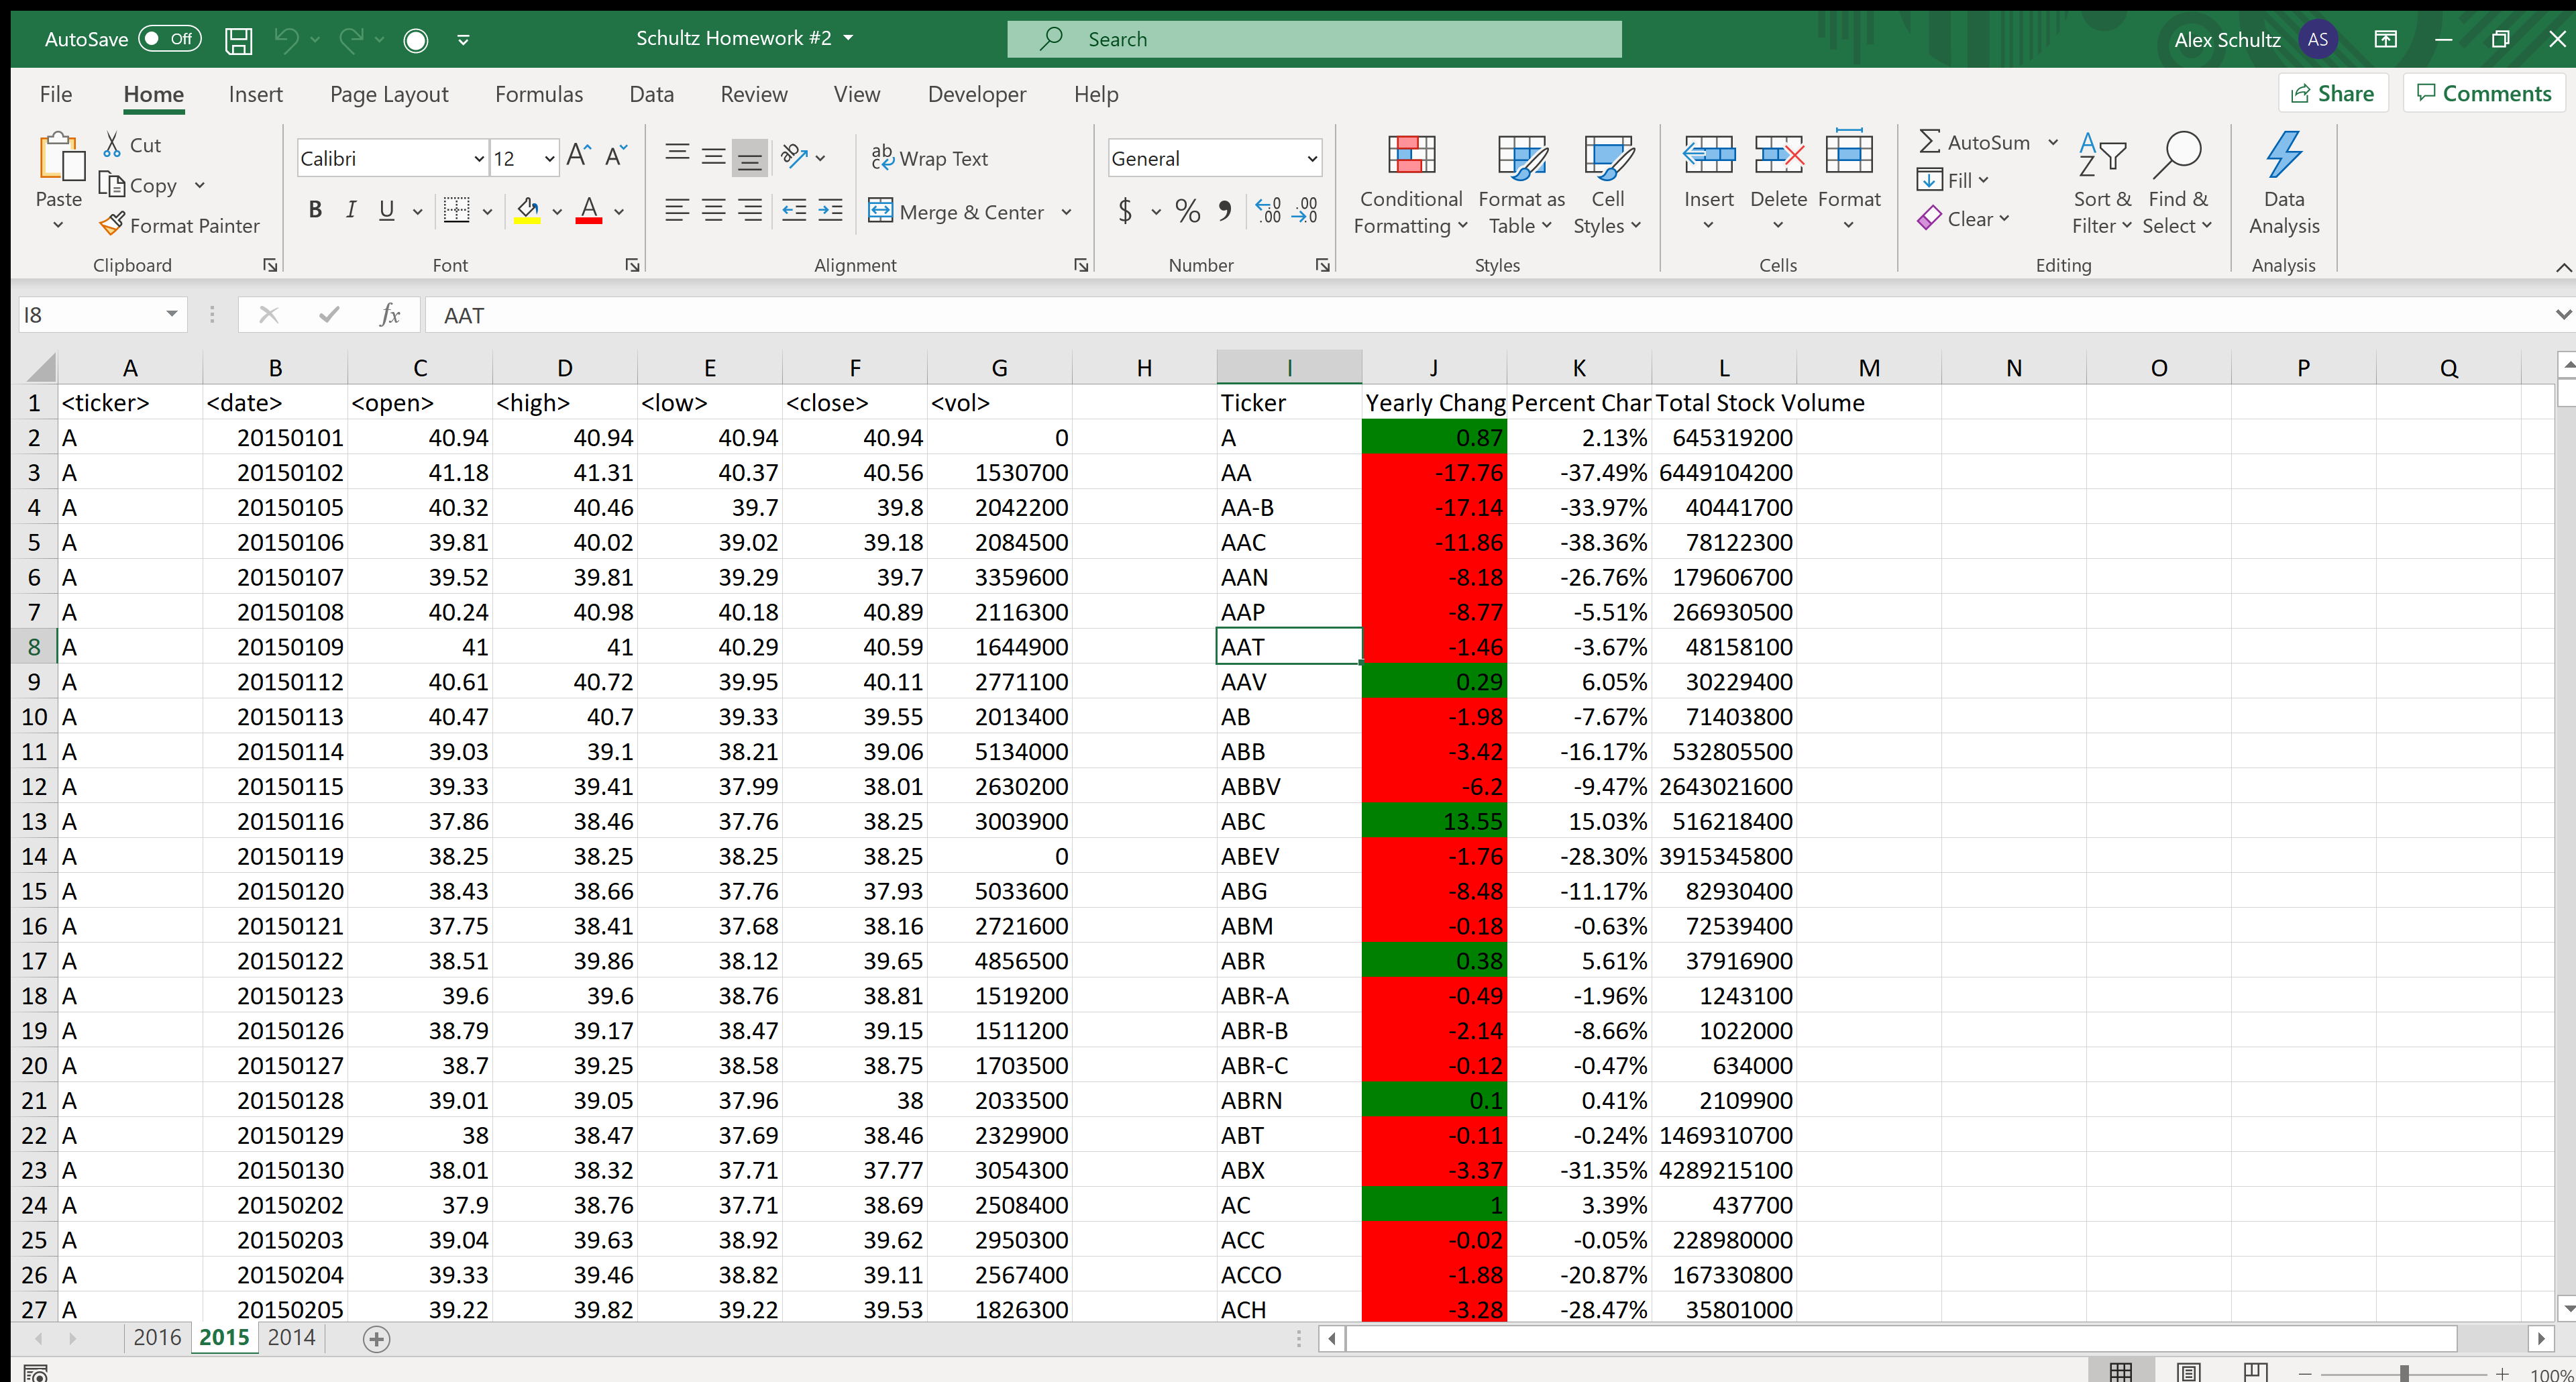 AutoSave Off Schultz Homework #2 Search Alex Schultz AS
File Home Insert Page Layout Formulas Data Review View Developer Help Share Comments
Paste Cut Copy Format Painter Clipboard
Calibri 12 B I U A Font
Wrap Text Merge & Center Alignment
General $ % Number
Conditional Formatting Format as Table Cell Styles Styles
Insert Delete Format Cells
AutoSum Fill Clear Sort & Filter Find & Select Editing
Data Analysis Analysis
I8 fx AAT
A B C D E F G H I J K L M N O P Q
1 <ticker> <date> <open> <high> <low> <close> <vol> Ticker Yearly Chang Percent Char Total Stock Volume
2 A 20150101 40.94 40.94 40.94 40.94 0 A 0.87 2.13% 645319200
3 A 20150102 41.18 41.31 40.37 40.56 1530700 AA -17.76 -37.49% 6449104200
4 A 20150105 40.32 40.46 39.7 39.8 2042200 AA-B -17.14 -33.97% 40441700
5 A 20150106 39.81 40.02 39.02 39.18 2084500 AAC -11.86 -38.36% 78122300
6 A 20150107 39.52 39.81 39.29 39.7 3359600 AAN -8.18 -26.76% 179606700
7 A 20150108 40.24 40.98 40.18 40.89 2116300 AAP -8.77 -5.51% 266930500
8 A 20150109 41 41 40.29 40.59 1644900 AAT -1.46 -3.67% 48158100
9 A 20150112 40.61 40.72 39.95 40.11 2771100 AAV 0.29 6.05% 30229400
10 A 20150113 40.47 40.7 39.33 39.55 2013400 AB -1.98 -7.67% 71403800
11 A 20150114 39.03 39.1 38.21 39.06 5134000 ABB -3.42 -16.17% 532805500
12 A 20150115 39.33 39.41 37.99 38.01 2630200 ABBV -6.2 -9.47% 2643021600
13 A 20150116 37.86 38.46 37.76 38.25 3003900 ABC 13.55 15.03% 516218400
14 A 20150119 38.25 38.25 38.25 38.25 0 ABEV -1.76 -28.30% 3915345800
15 A 20150120 38.43 38.66 37.76 37.93 5033600 ABG -8.48 -11.17% 82930400
16 A 20150121 37.75 38.41 37.68 38.16 2721600 ABM -0.18 -0.63% 72539400
17 A 20150122 38.51 39.86 38.12 39.65 4856500 ABR 0.38 5.61% 37916900
18 A 20150123 39.6 39.6 38.76 38.81 1519200 ABR-A -0.49 -1.96% 1243100
19 A 20150126 38.79 39.17 38.47 39.15 1511200 ABR-B -2.14 -8.66% 1022000
20 A 20150127 38.7 39.25 38.58 38.75 1703500 ABR-C -0.12 -0.47% 634000
21 A 20150128 39.01 39.05 37.96 38 2033500 ABRN 0.1 0.41% 2109900
22 A 20150129 38 38.47 37.69 38.46 2329900 ABT -0.11 -0.24% 1469310700
23 A 20150130 38.01 38.32 37.71 37.77 3054300 ABX -3.37 -31.35% 4289215100
24 A 20150202 37.9 38.76 37.71 38.69 2508400 AC 1 3.39% 437700
25 A 20150203 39.04 39.63 38.92 39.62 2950300 ACC -0.02 -0.05% 228980000
26 A 20150204 39.33 39.46 38.82 39.11 2567400 ACCO -1.88 -20.87% 167330800
27 A 20150205 39.22 39.82 39.22 39.53 1826300 ACH -3.28 -28.47% 35801000
2016 2015 2014
100%